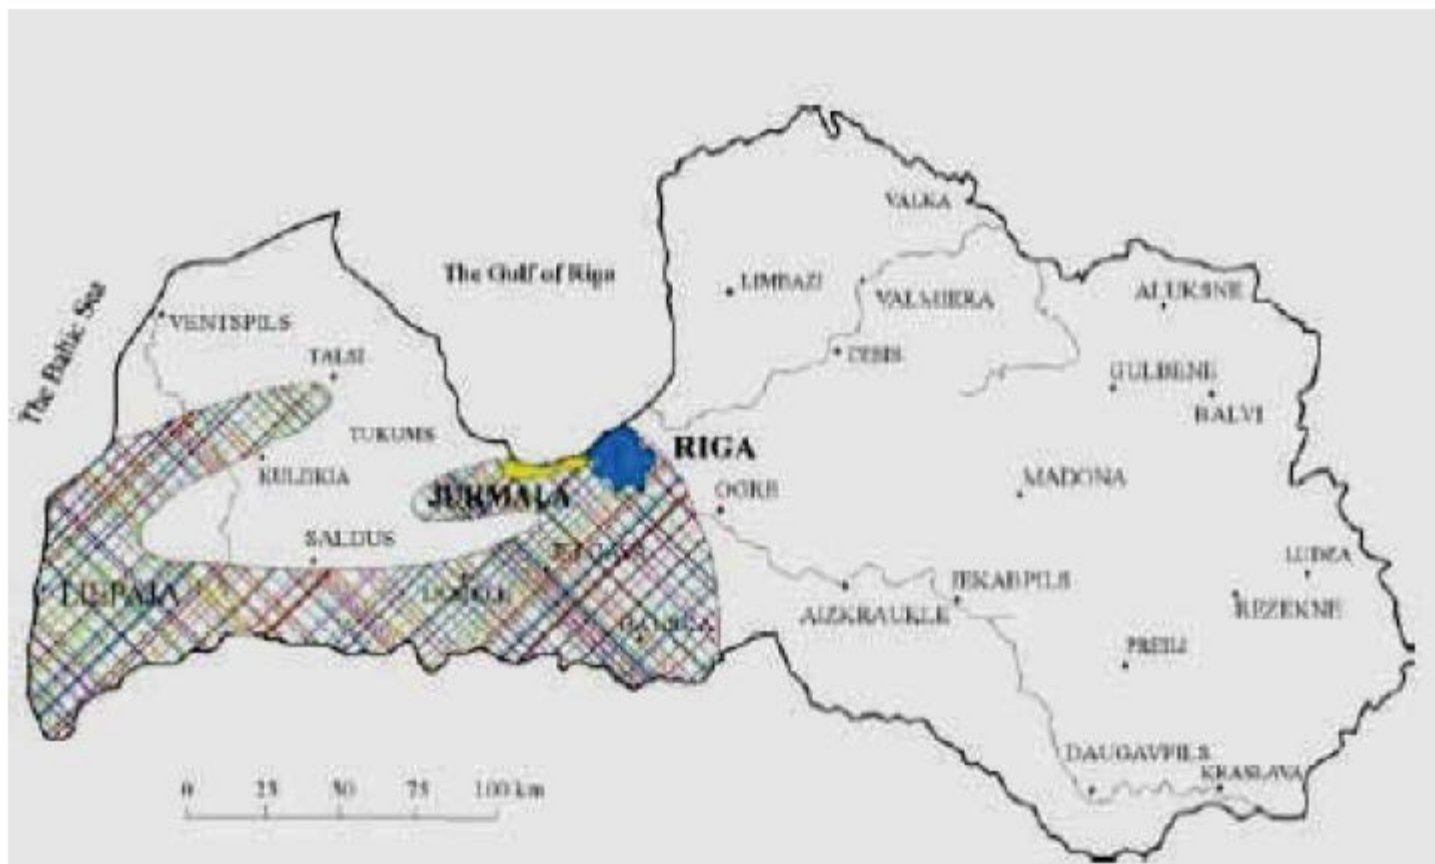 VALKA
The Gulf of Riga
LIMBAZI
VALMIERA
ALUKSNE
VENTSPILS
The Baltic Sea
TALSI
CESIS
GULBENE
BALVI
TUKUMS
RIGA
KULDIGA
JURMALA
OGRE
MADONA
SALDUS
LUDZA
LIEPAJA
JEKABPILS
AIZKRAUKLE
REZEKNE
PREILI
DAUGAVPILS
KRASLAVA
0 25 50 75 100 km